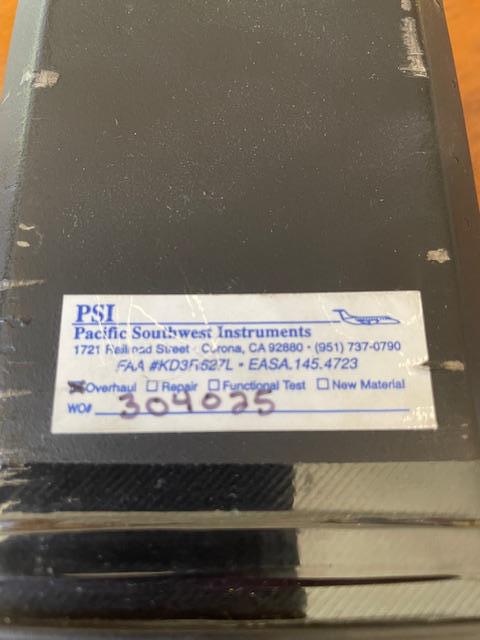 PSI
Pacific Southwest Instruments
1721 Railroad Street · Corona, CA 92880 · (951) 737-0790
FAA #KD3R527L · EASA.145.4723
Overhaul Repair Functional Test New Material
WO# 304025